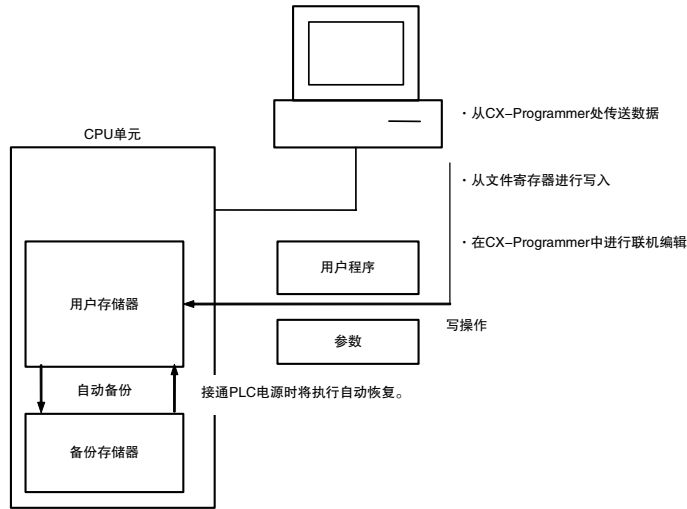 ・从CX–Programmer处传送数据
CPU单元
・从文件寄存器进行写入
・在CX–Programmer中进行联机编辑
用户程序
用户存储器
写操作
参数
自动备份
接通PLC电源时将执行自动恢复。
备份存储器